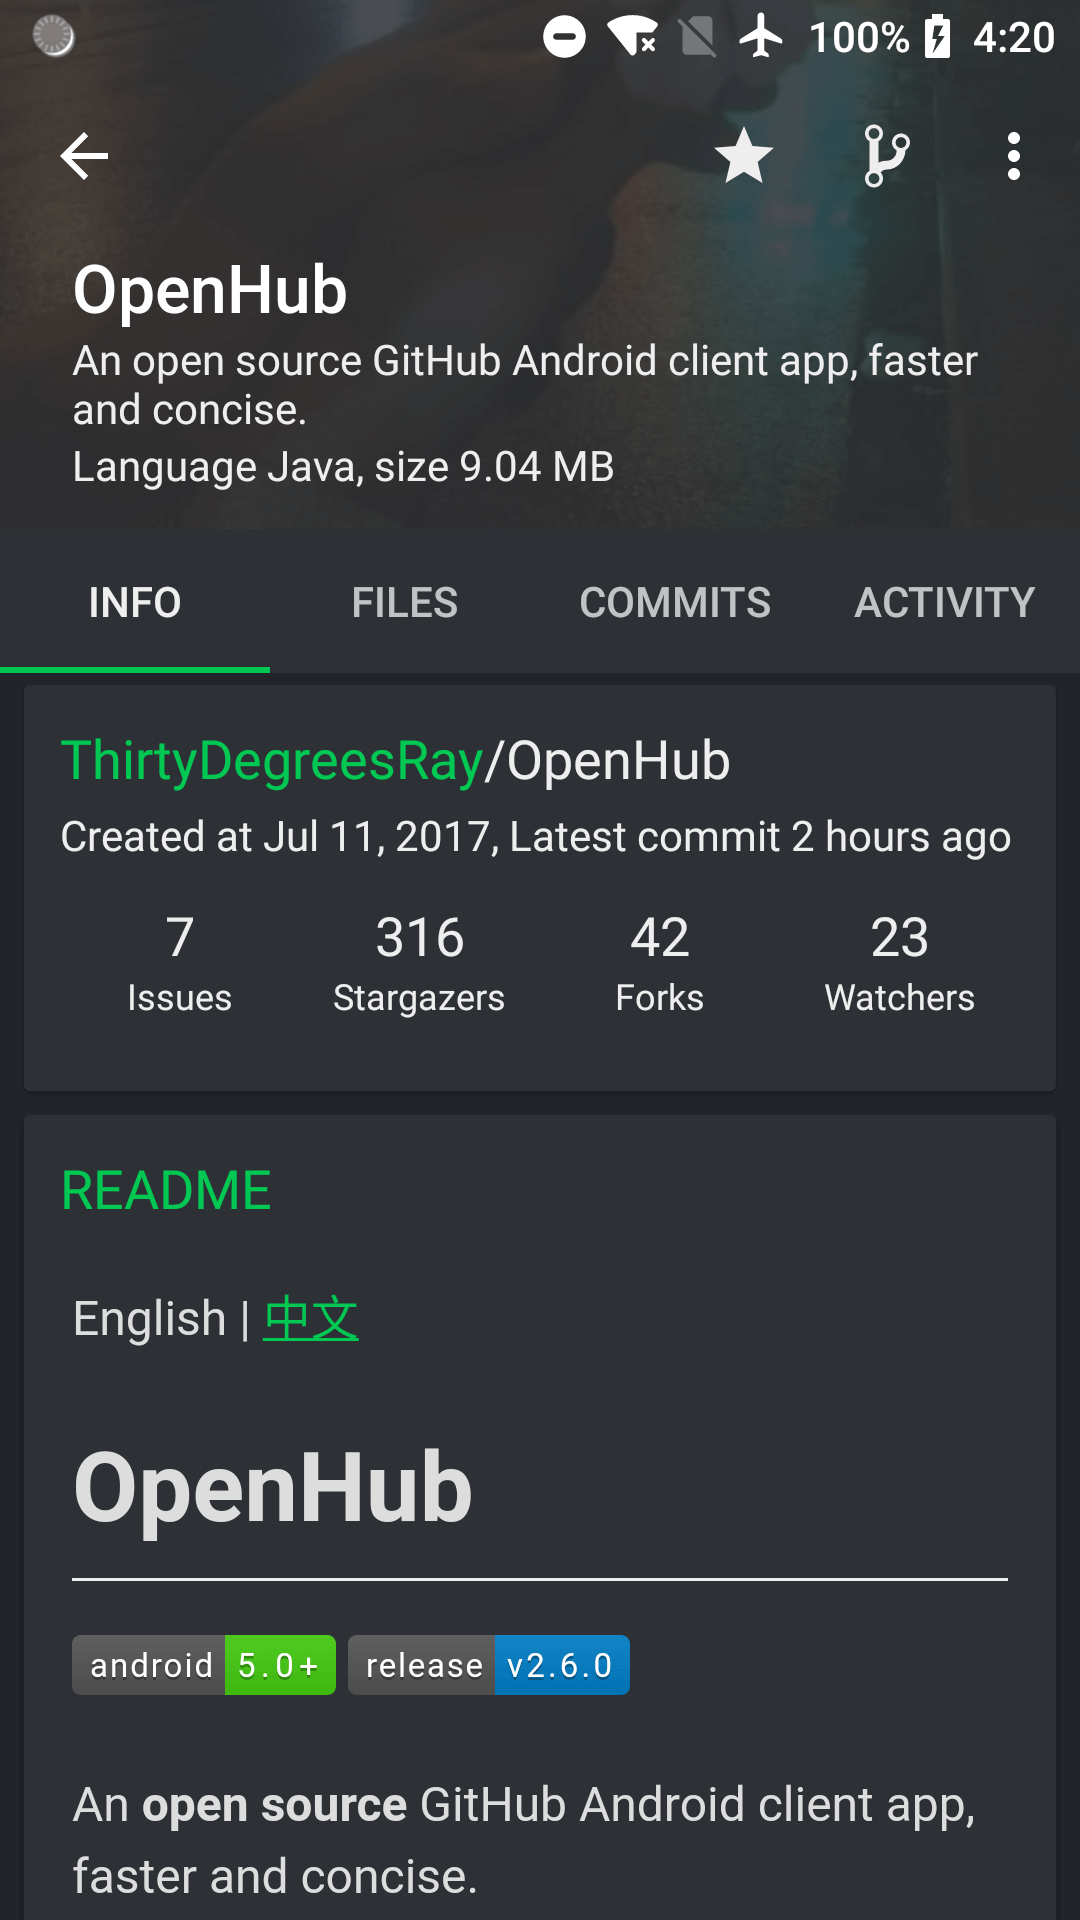 100% 4:20
OpenHub
An open source GitHub Android client app, faster
and concise.
Language Java, size 9.04 MB
INFO FILES COMMITS ACTIVITY
ThirtyDegreesRay/OpenHub
Created at Jul 11, 2017, Latest commit 2 hours ago
7 316 42 23
Issues Stargazers Forks Watchers
README
English | 中文
OpenHub
android 5.0+ release v2.6.0
An open source GitHub Android client app,
faster and concise.